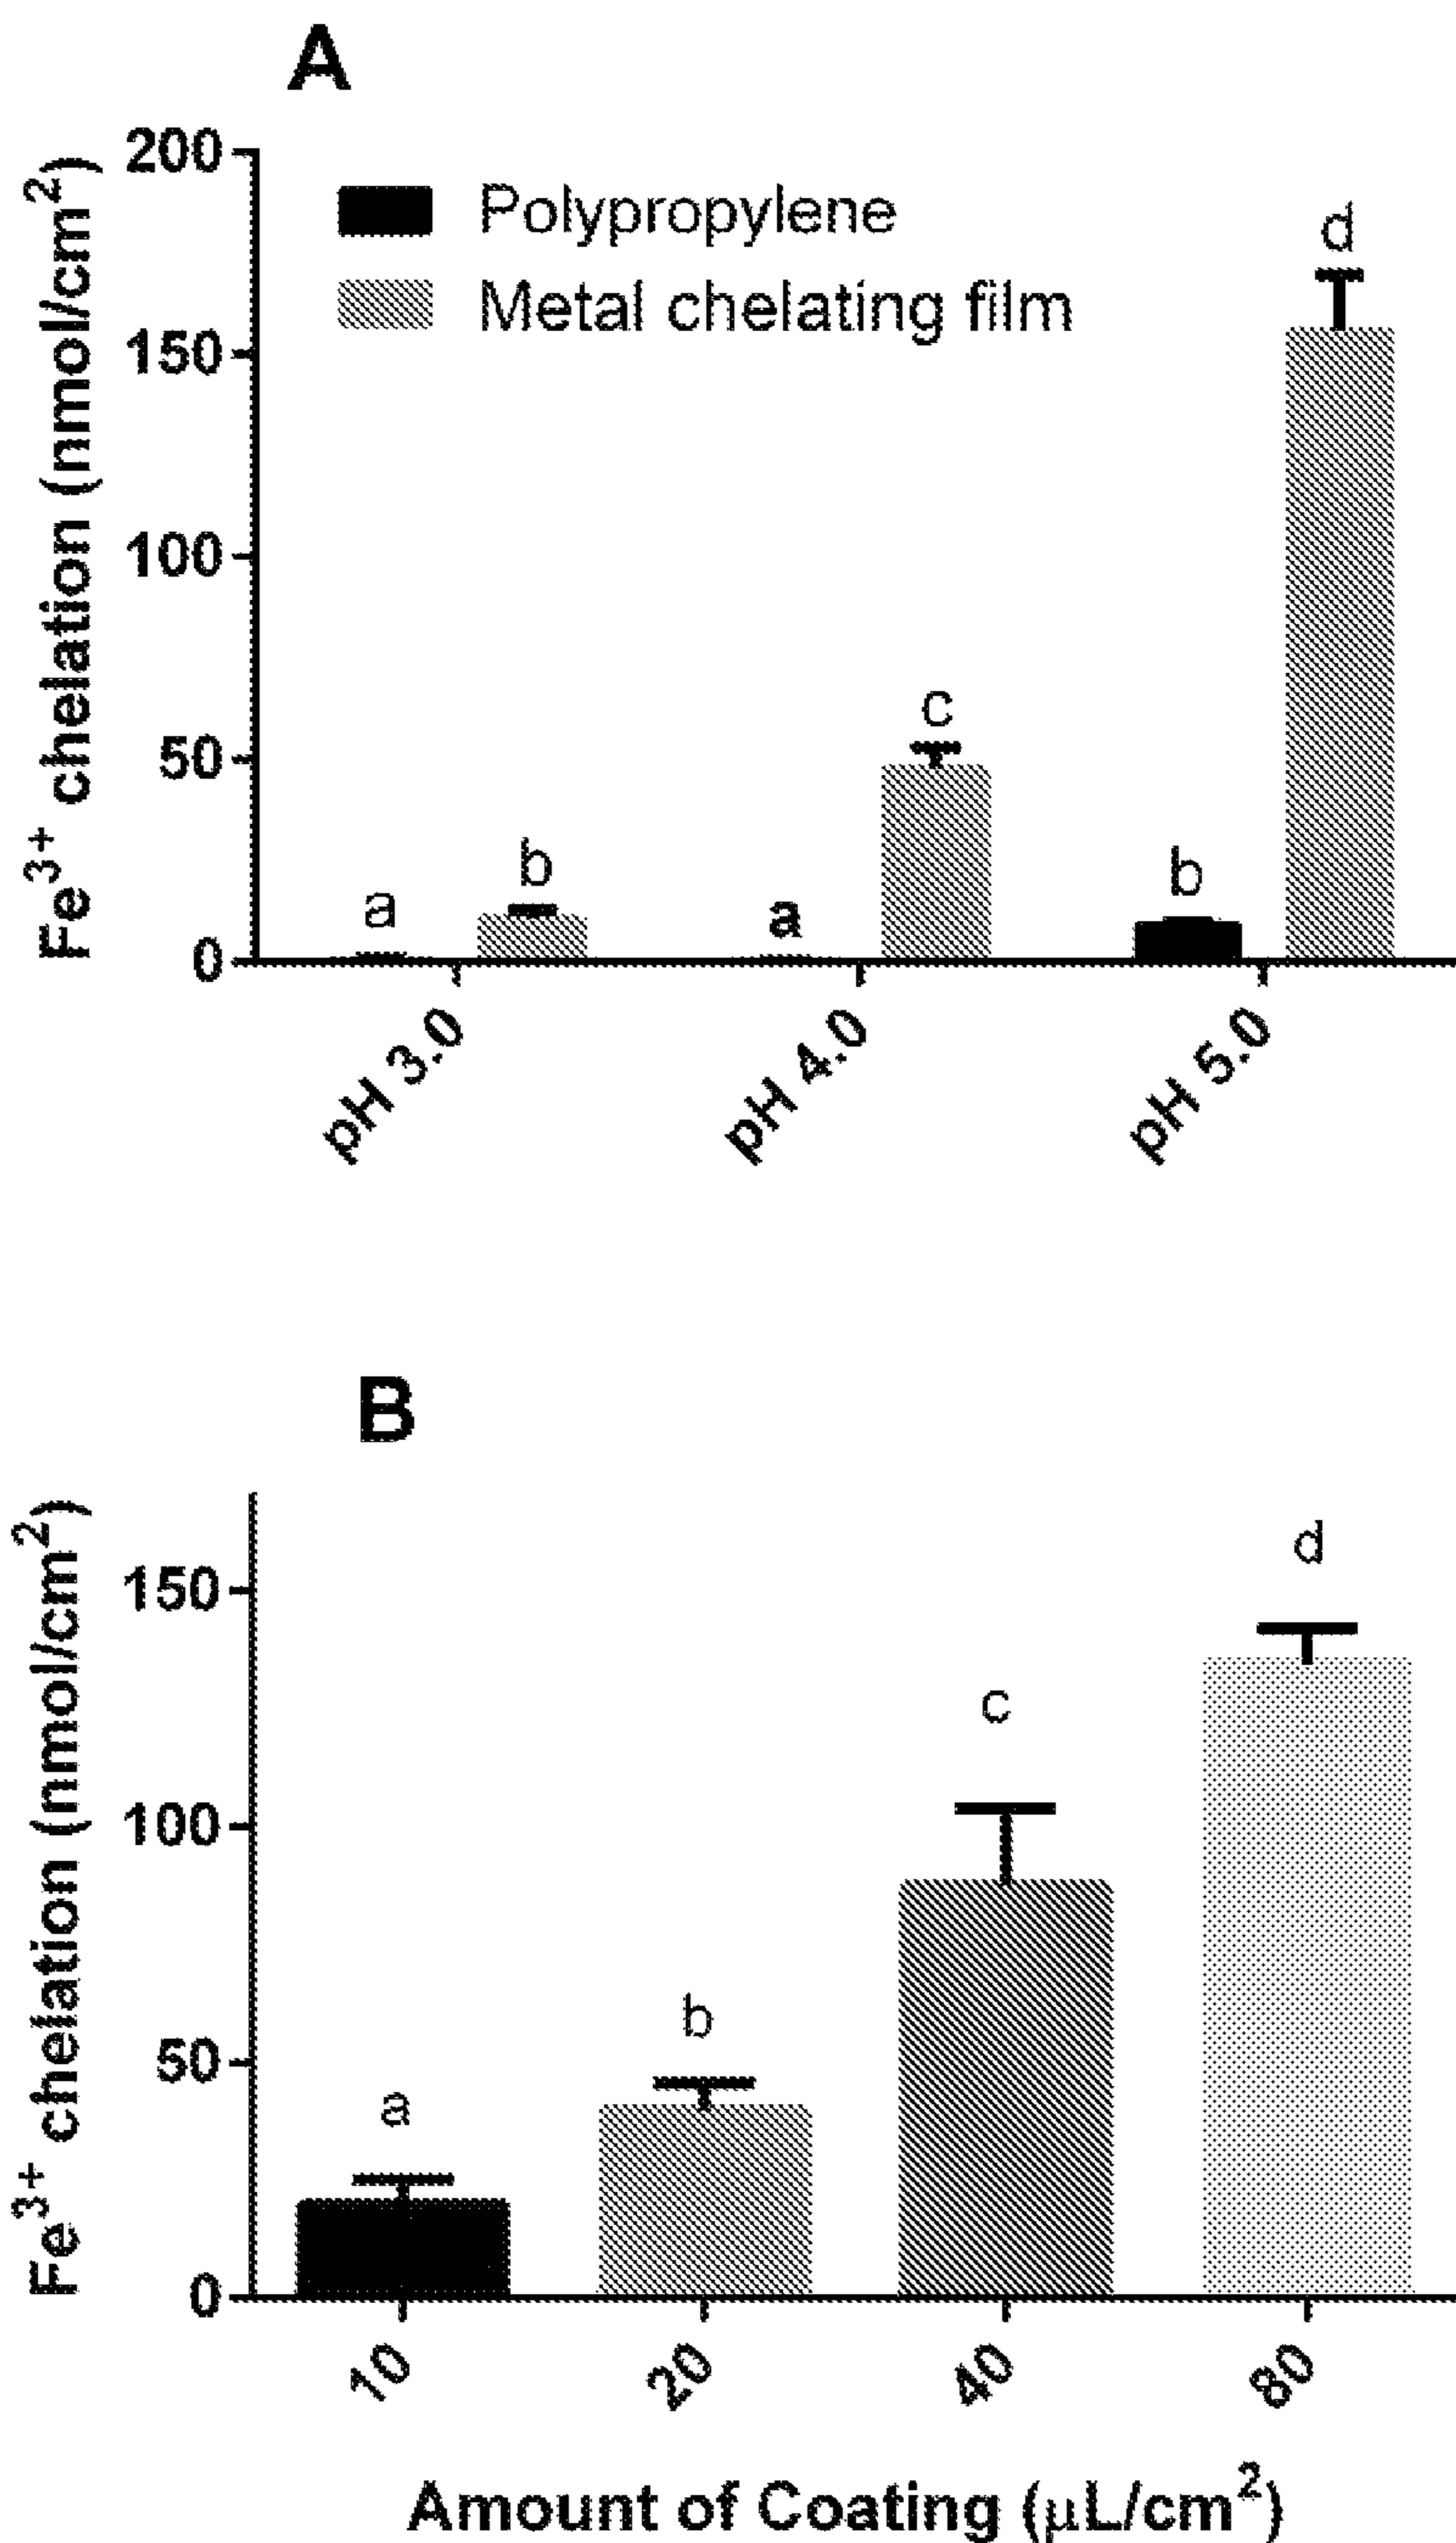 A
Fe³⁺ chelation (nmol/cm²)
200
150
100
50
0
Polypropylene
Metal chelating film
a
b
a
c
b
d
pH 3.0
pH 4.0
pH 5.0
B
Fe³⁺ chelation (nmol/cm²)
150
100
50
0
a
b
c
d
10
20
40
80
Amount of Coating (μL/cm²)